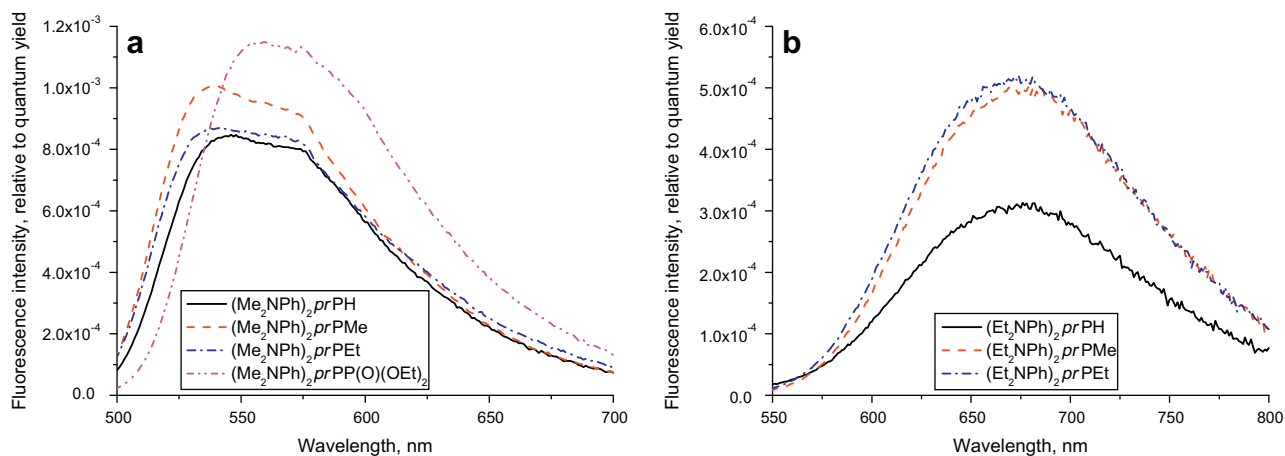 a
Fluorescence intensity, relative to quantum yield
1.2x10⁻³
1.0x10⁻³
8.0x10⁻⁴
6.0x10⁻⁴
4.0x10⁻⁴
2.0x10⁻⁴
0.0
(Me₂NPh)₂prPH
(Me₂NPh)₂prPMe
(Me₂NPh)₂prPEt
(Me₂NPh)₂prPP(O)(OEt)₂
500 550 600 650 700
Wavelength, nm
b
Fluorescence intensity, relative to quantum yield
6.0x10⁻⁴
5.0x10⁻⁴
4.0x10⁻⁴
3.0x10⁻⁴
2.0x10⁻⁴
1.0x10⁻⁴
0.0
(Et₂NPh)₂prPH
(Et₂NPh)₂prPMe
(Et₂NPh)₂prPEt
550 600 650 700 750 800
Wavelength, nm